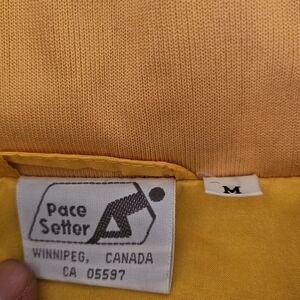 Pace
Setter
M
WINNIPEG, CANADA
CA 05597